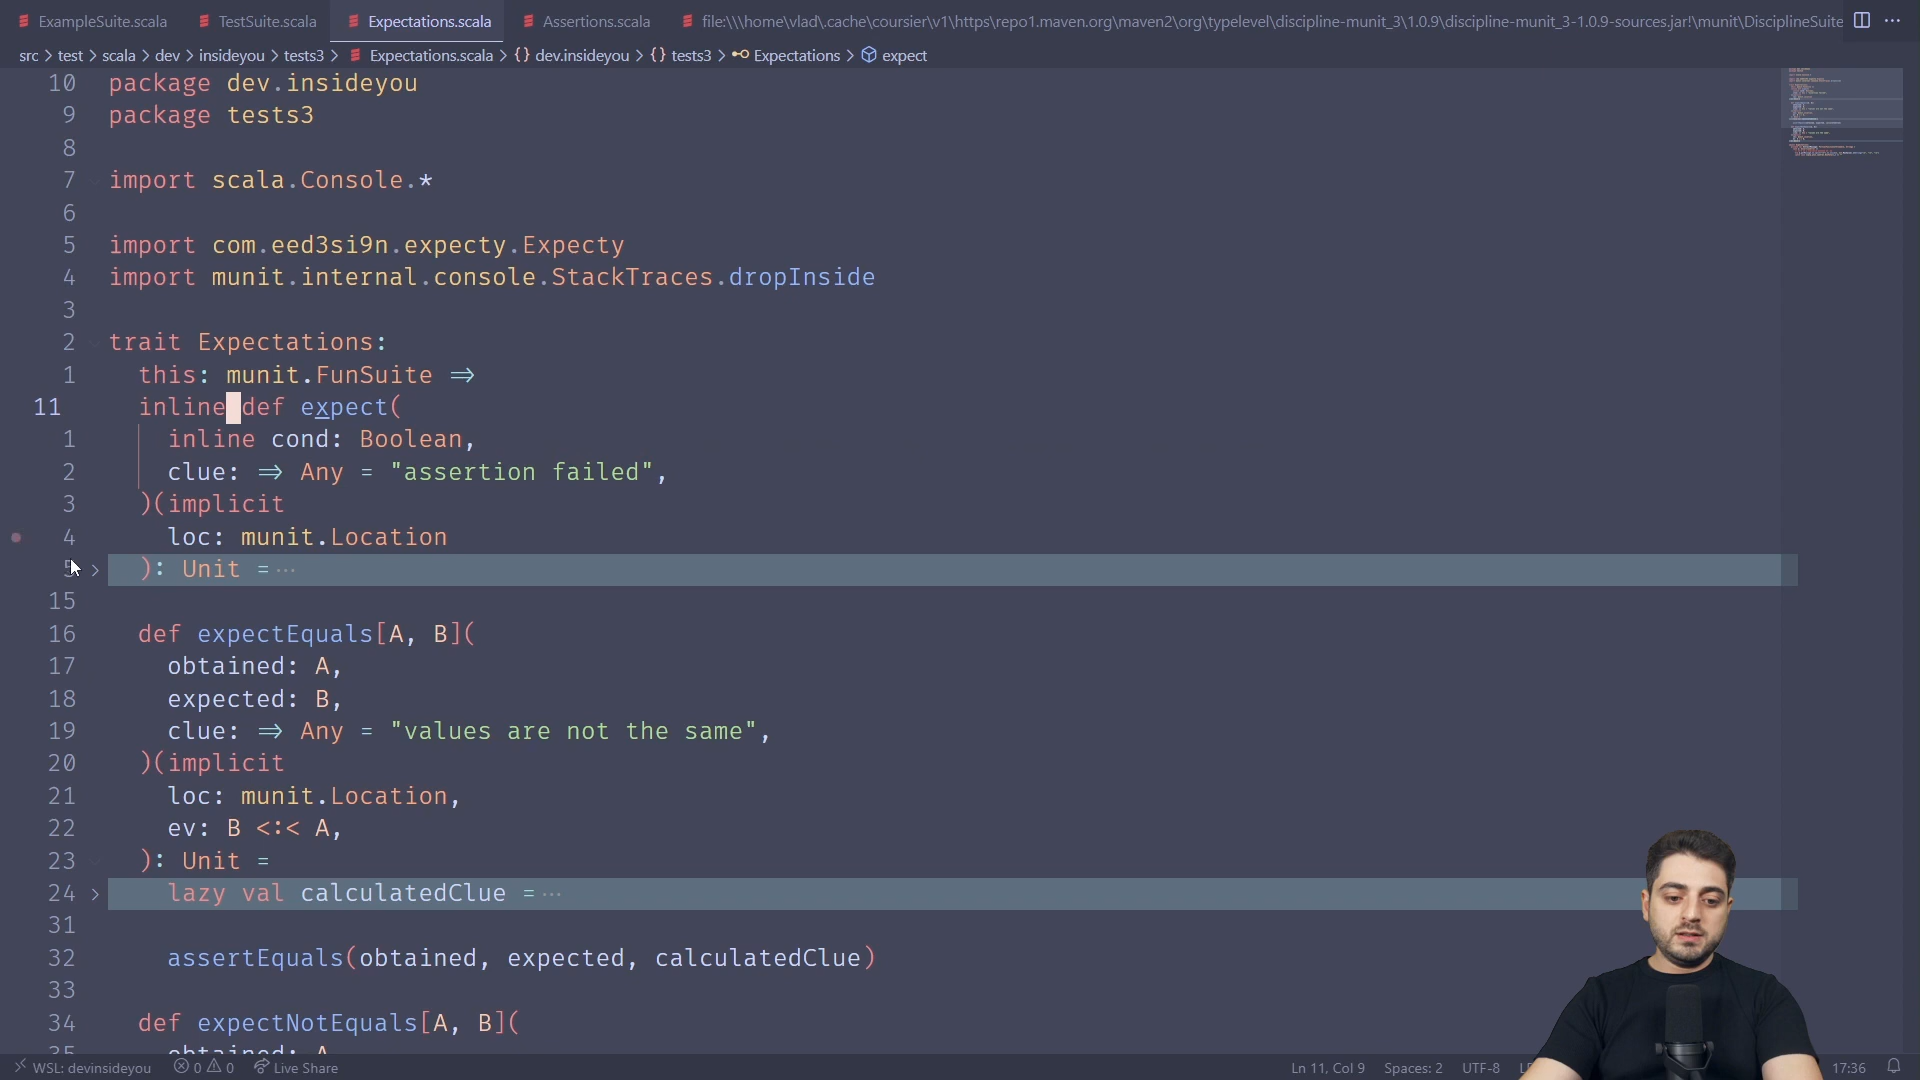 ExampleSuite.scala TestSuite.scala Expectations.scala Assertions.scala file:\\\home\vlad\.cache\coursier\v1\https\repo1.maven.org\maven2\org\typelevel\discipline-munit_3\1.0.9\discipline-munit_3-1.0.9-sources.jar!\munit\DisciplineSuite ···
src > test > scala > dev > insideyou > tests3 > Expectations.scala > {} dev.insideyou > {} tests3 > Expectations > expect
10 package dev.insideyou
9 package tests3
8
7 import scala.Console.*
6
5 import com.eed3si9n.expecty.Expecty
4 import munit.internal.console.StackTraces.dropInside
3
2 trait Expectations:
1 this: munit.FunSuite ⇒
11 inline def expect(
1 inline cond: Boolean,
2 clue: ⇒ Any = "assertion failed",
3 )(implicit
4 loc: munit.Location
5 > ): Unit = ···
15
16 def expectEquals[A, B](
17 obtained: A,
18 expected: B,
19 clue: ⇒ Any = "values are not the same",
20 )(implicit
21 loc: munit.Location,
22 ev: B <:< A,
23 ): Unit =
24 > lazy val calculatedClue = ···
31
32 assertEquals(obtained, expected, calculatedClue)
33
34 def expectNotEquals[A, B](
35 obtained: A
WSL: devinsideyou 0 0 Live Share Ln 11, Col 9 Spaces: 2 UTF-8 17:36